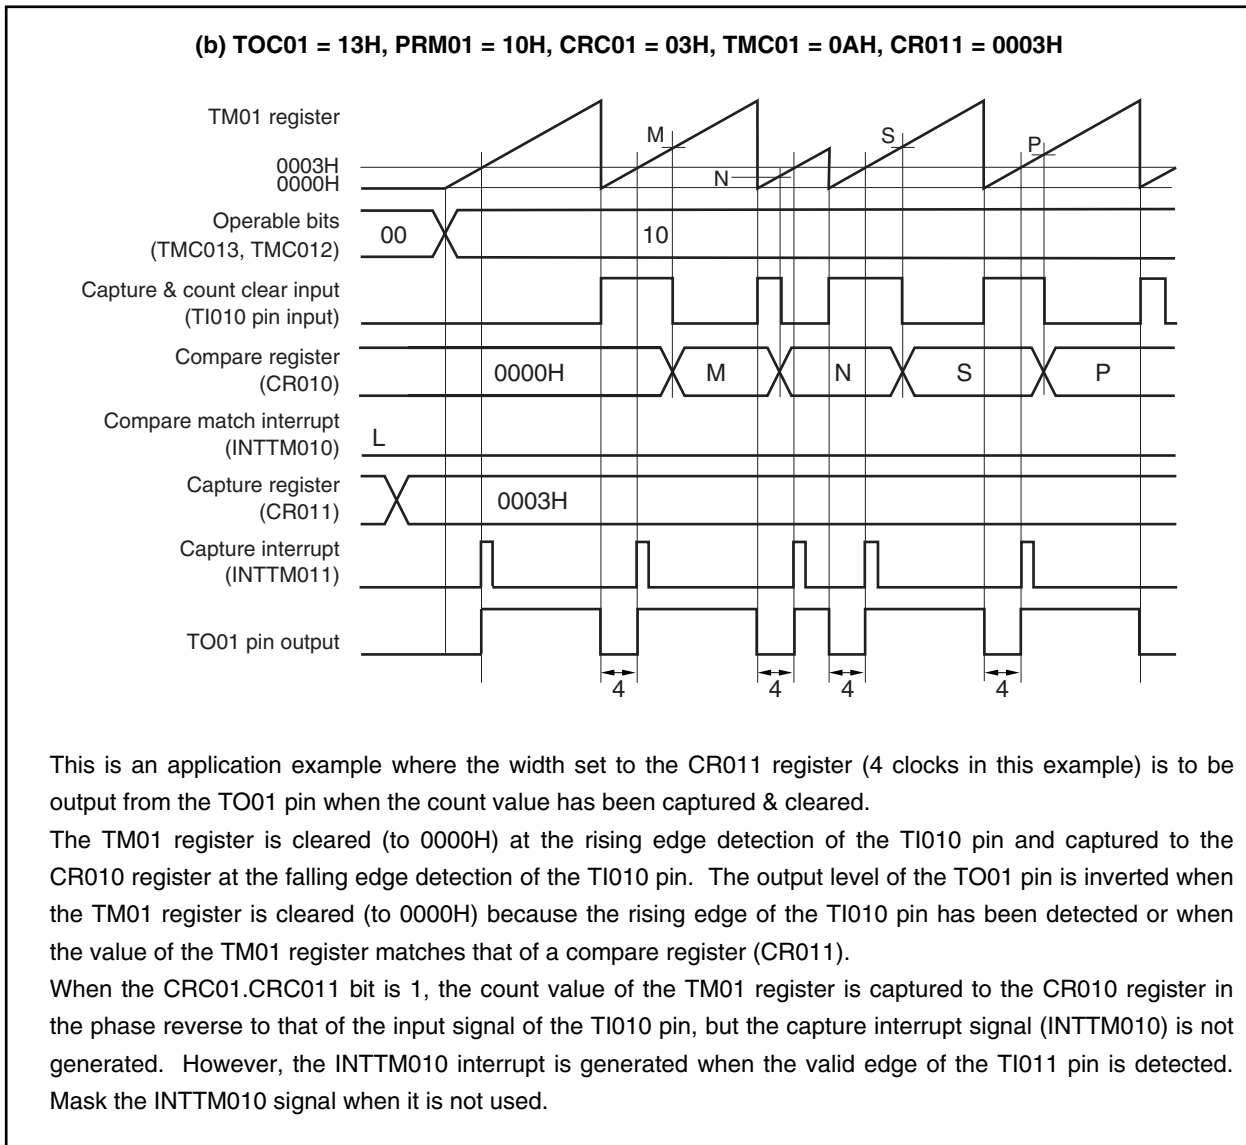 (b) TOC01 = 13H, PRM01 = 10H, CRC01 = 03H, TMC01 = 0AH, CR011 = 0003H
TM01 register
M
S
P
N
0003H
0000H
Operable bits
(TMC013, TMC012)
00
10
Capture & count clear input
(TI010 pin input)
Compare register
(CR010)
0000H
M
N
S
P
Compare match interrupt
(INTTM010)
L
Capture register
(CR011)
0003H
Capture interrupt
(INTTM011)
TO01 pin output
4
4
4
4
This is an application example where the width set to the CR011 register (4 clocks in this example) is to be
output from the TO01 pin when the count value has been captured & cleared.
The TM01 register is cleared (to 0000H) at the rising edge detection of the TI010 pin and captured to the
CR010 register at the falling edge detection of the TI010 pin. The output level of the TO01 pin is inverted when
the TM01 register is cleared (to 0000H) because the rising edge of the TI010 pin has been detected or when
the value of the TM01 register matches that of a compare register (CR011).
When the CRC01.CRC011 bit is 1, the count value of the TM01 register is captured to the CR010 register in
the phase reverse to that of the input signal of the TI010 pin, but the capture interrupt signal (INTTM010) is not
generated. However, the INTTM010 interrupt is generated when the valid edge of the TI011 pin is detected.
Mask the INTTM010 signal when it is not used.